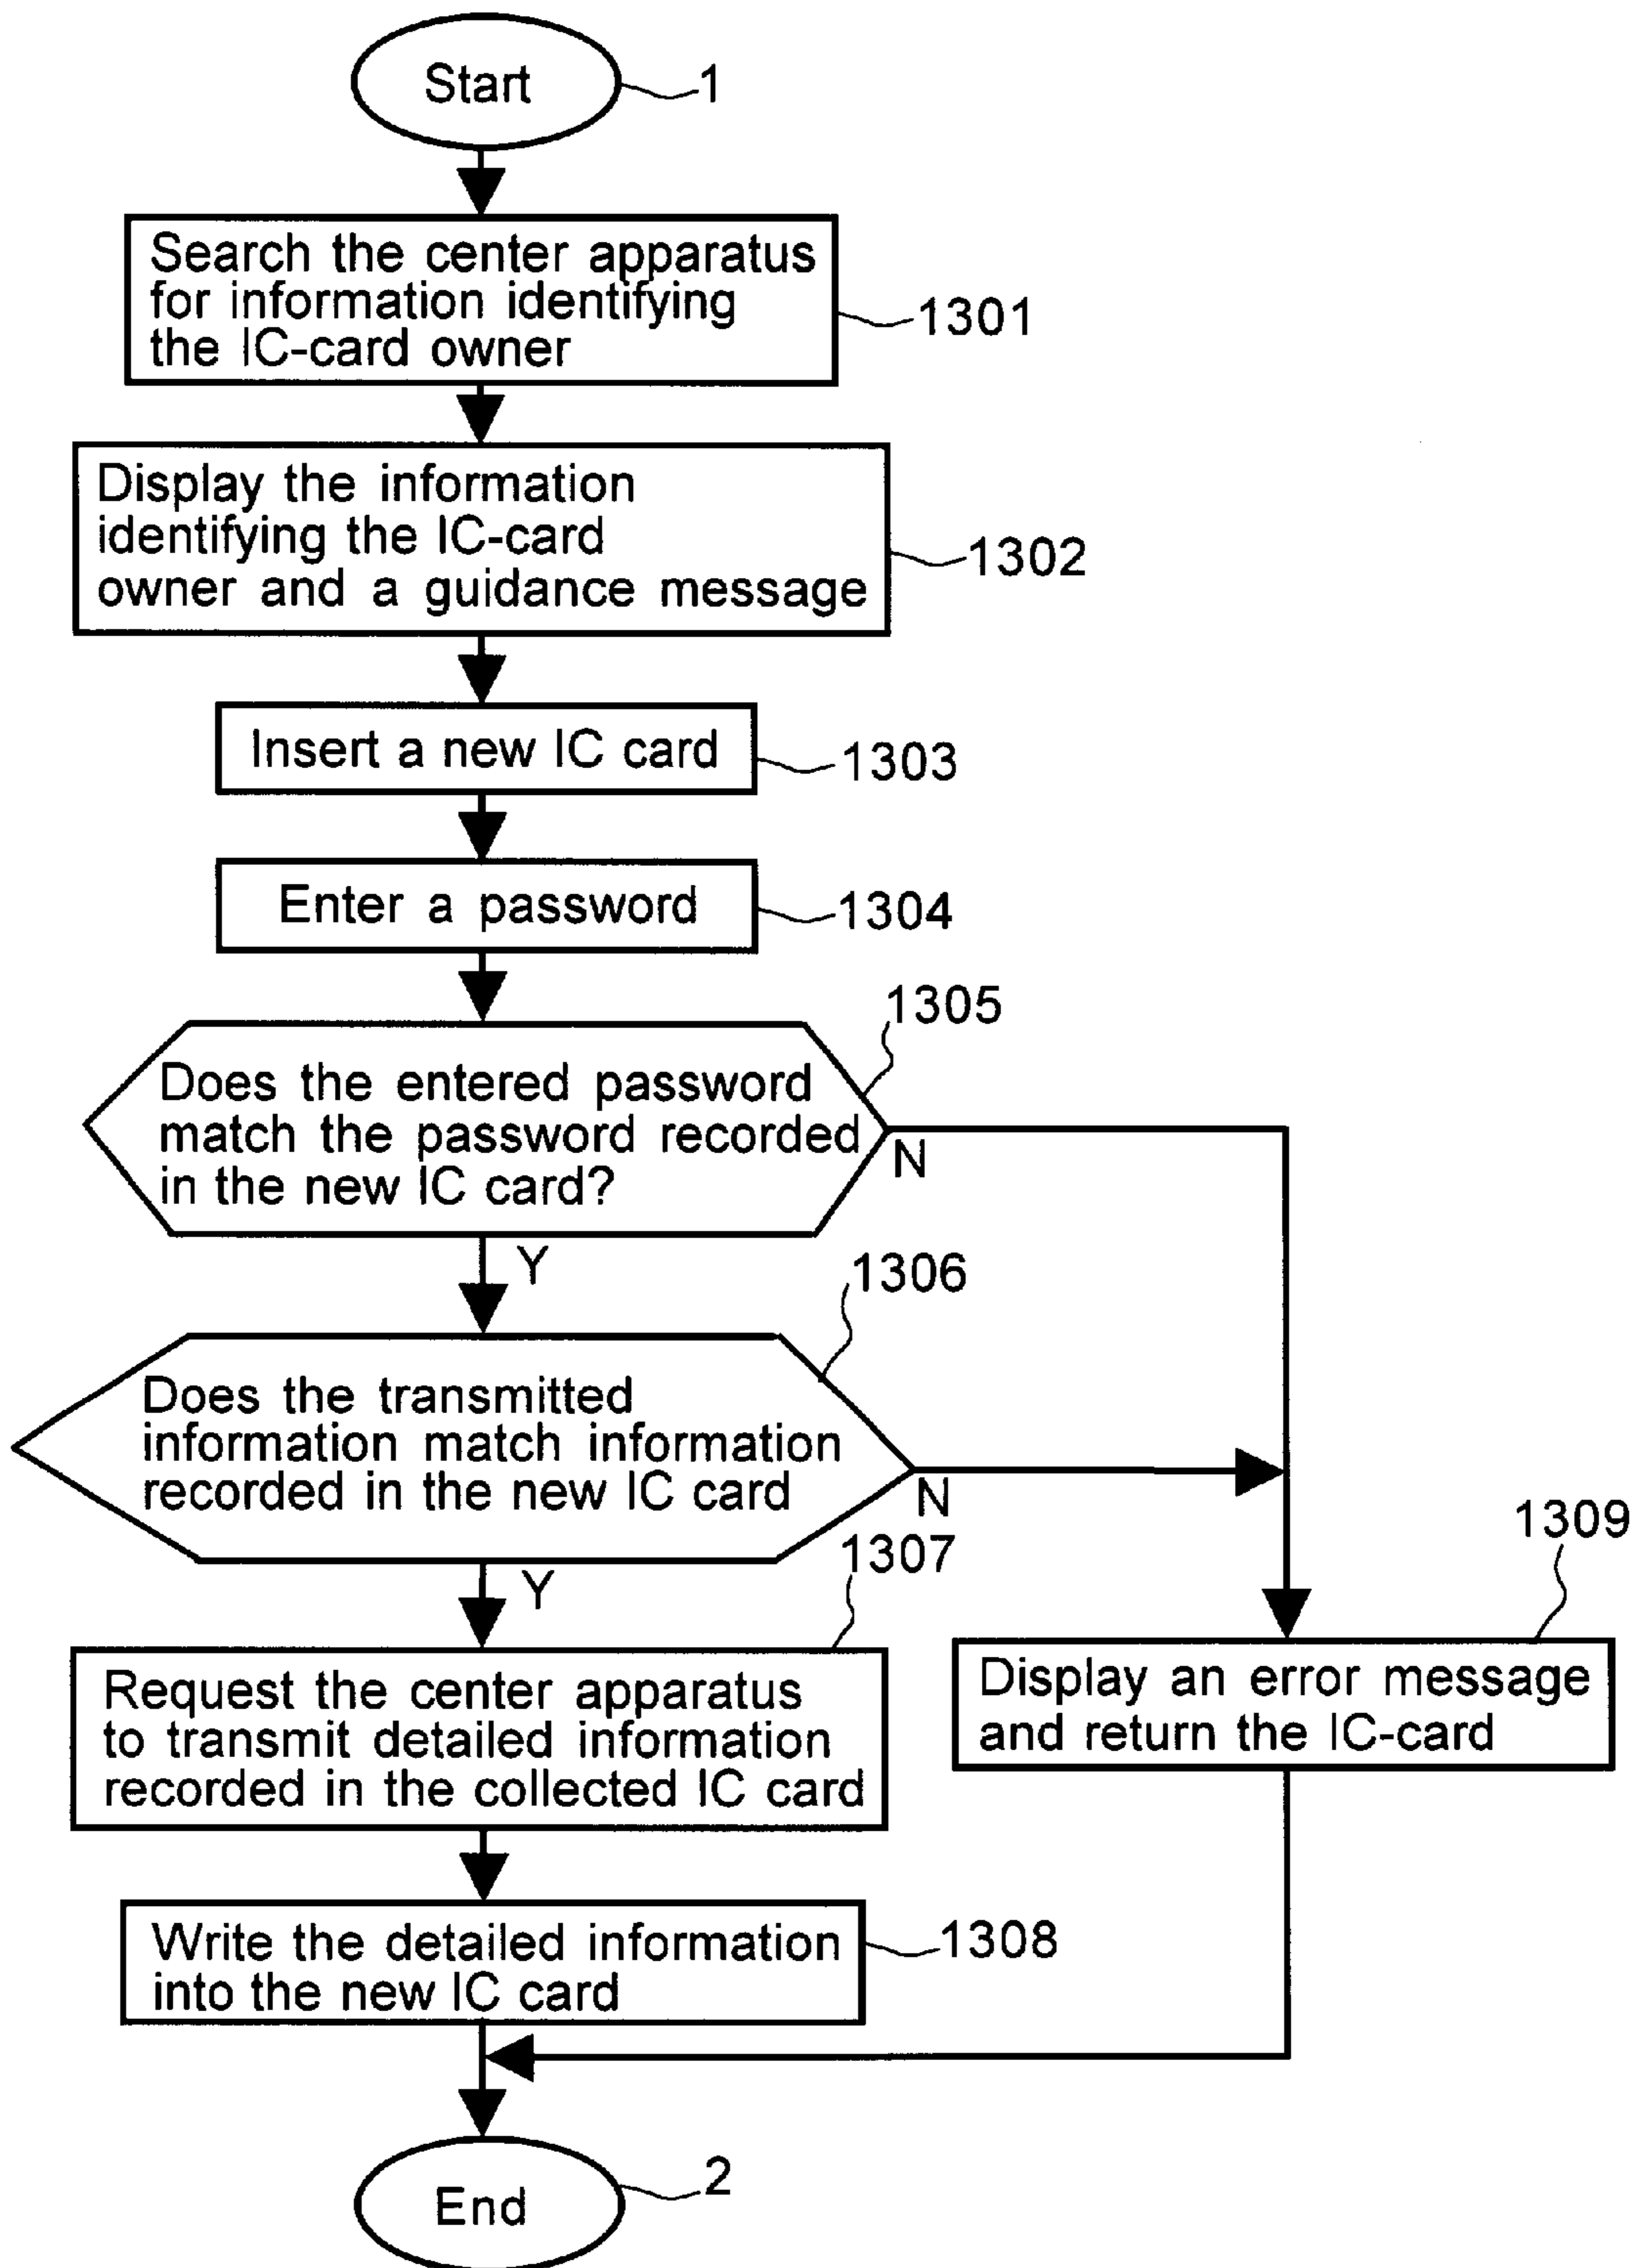 Start
1
Search the center apparatus
for information identifying
the IC-card owner
1301
Display the information
identifying the IC-card
owner and a guidance message
1302
Insert a new IC card
1303
Enter a password
1304
1305
Does the entered password
match the password recorded
in the new IC card?
N
Y
1306
Does the transmitted
information match information
recorded in the new IC card
N
Y
1307
1309
Request the center apparatus
to transmit detailed information
recorded in the collected IC card
Display an error message
and return the IC-card
Write the detailed information
into the new IC card
1308
End
2